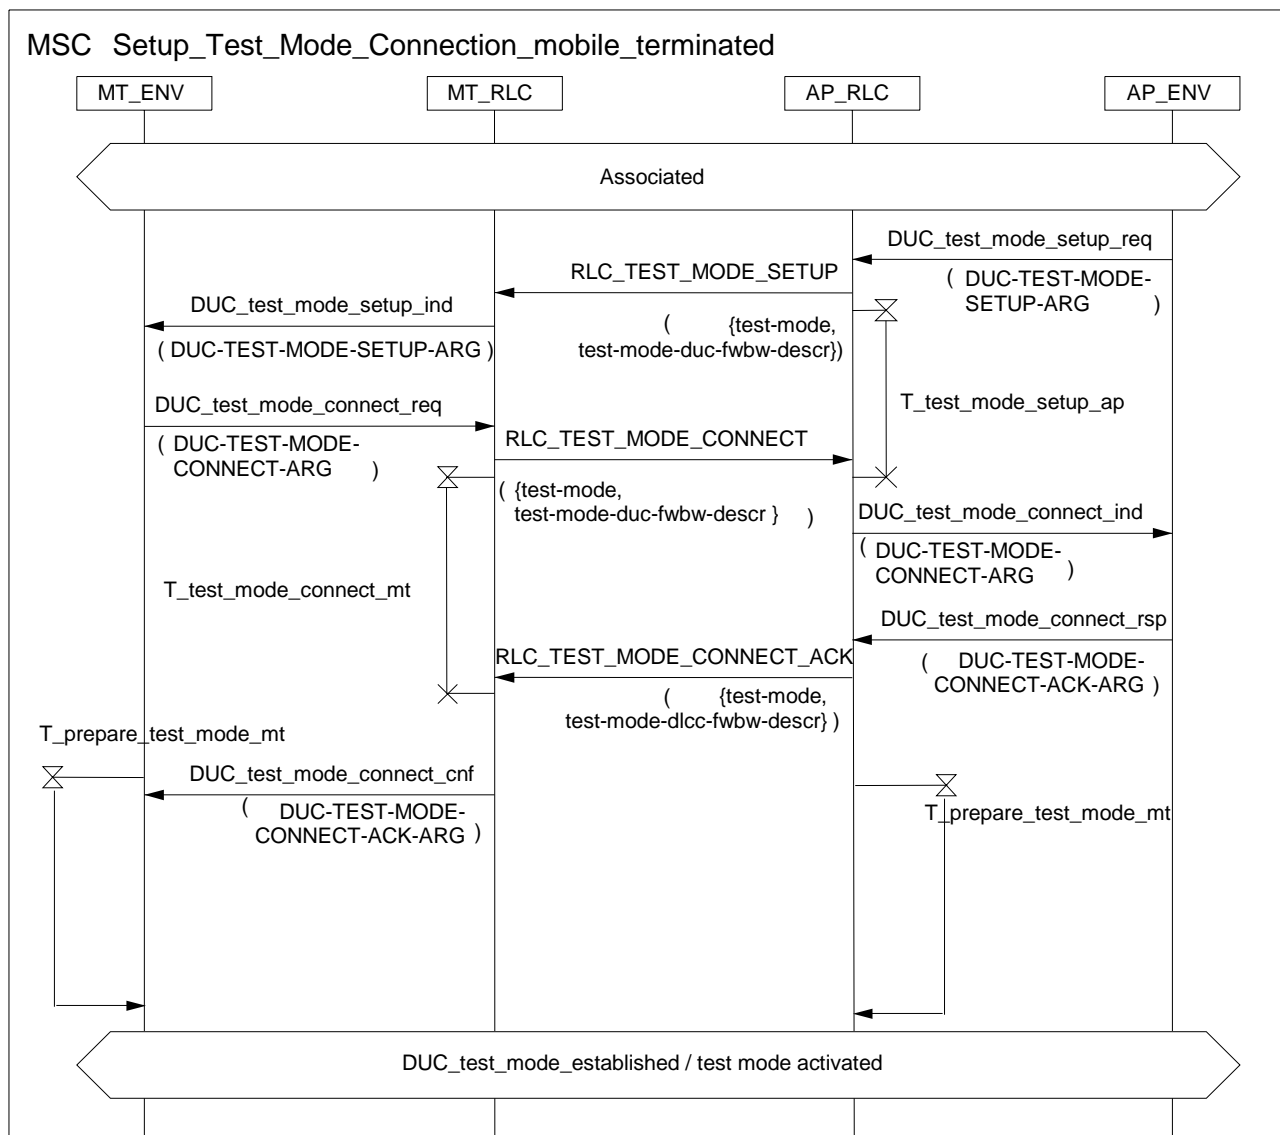 MSC Setup_Test_Mode_Connection_mobile_terminated
MT_ENV
MT_RLC
AP_RLC
AP_ENV
Associated
DUC_test_mode_setup_req
( DUC-TEST-MODE-
SETUP-ARG )
RLC_TEST_MODE_SETUP
( {test-mode,
test-mode-duc-fwbw-descr})
DUC_test_mode_setup_ind
( DUC-TEST-MODE-SETUP-ARG )
T_test_mode_setup_ap
DUC_test_mode_connect_req
( DUC-TEST-MODE-
CONNECT-ARG )
RLC_TEST_MODE_CONNECT
( {test-mode,
test-mode-duc-fwbw-descr } )
DUC_test_mode_connect_ind
( DUC-TEST-MODE-
CONNECT-ARG )
T_test_mode_connect_mt
DUC_test_mode_connect_rsp
( DUC-TEST-MODE-
CONNECT-ACK-ARG )
RLC_TEST_MODE_CONNECT_ACK
( {test-mode,
test-mode-dlcc-fwbw-descr} )
T_prepare_test_mode_mt
DUC_test_mode_connect_cnf
( DUC-TEST-MODE-
CONNECT-ACK-ARG )
T_prepare_test_mode_mt
DUC_test_mode_established / test mode activated